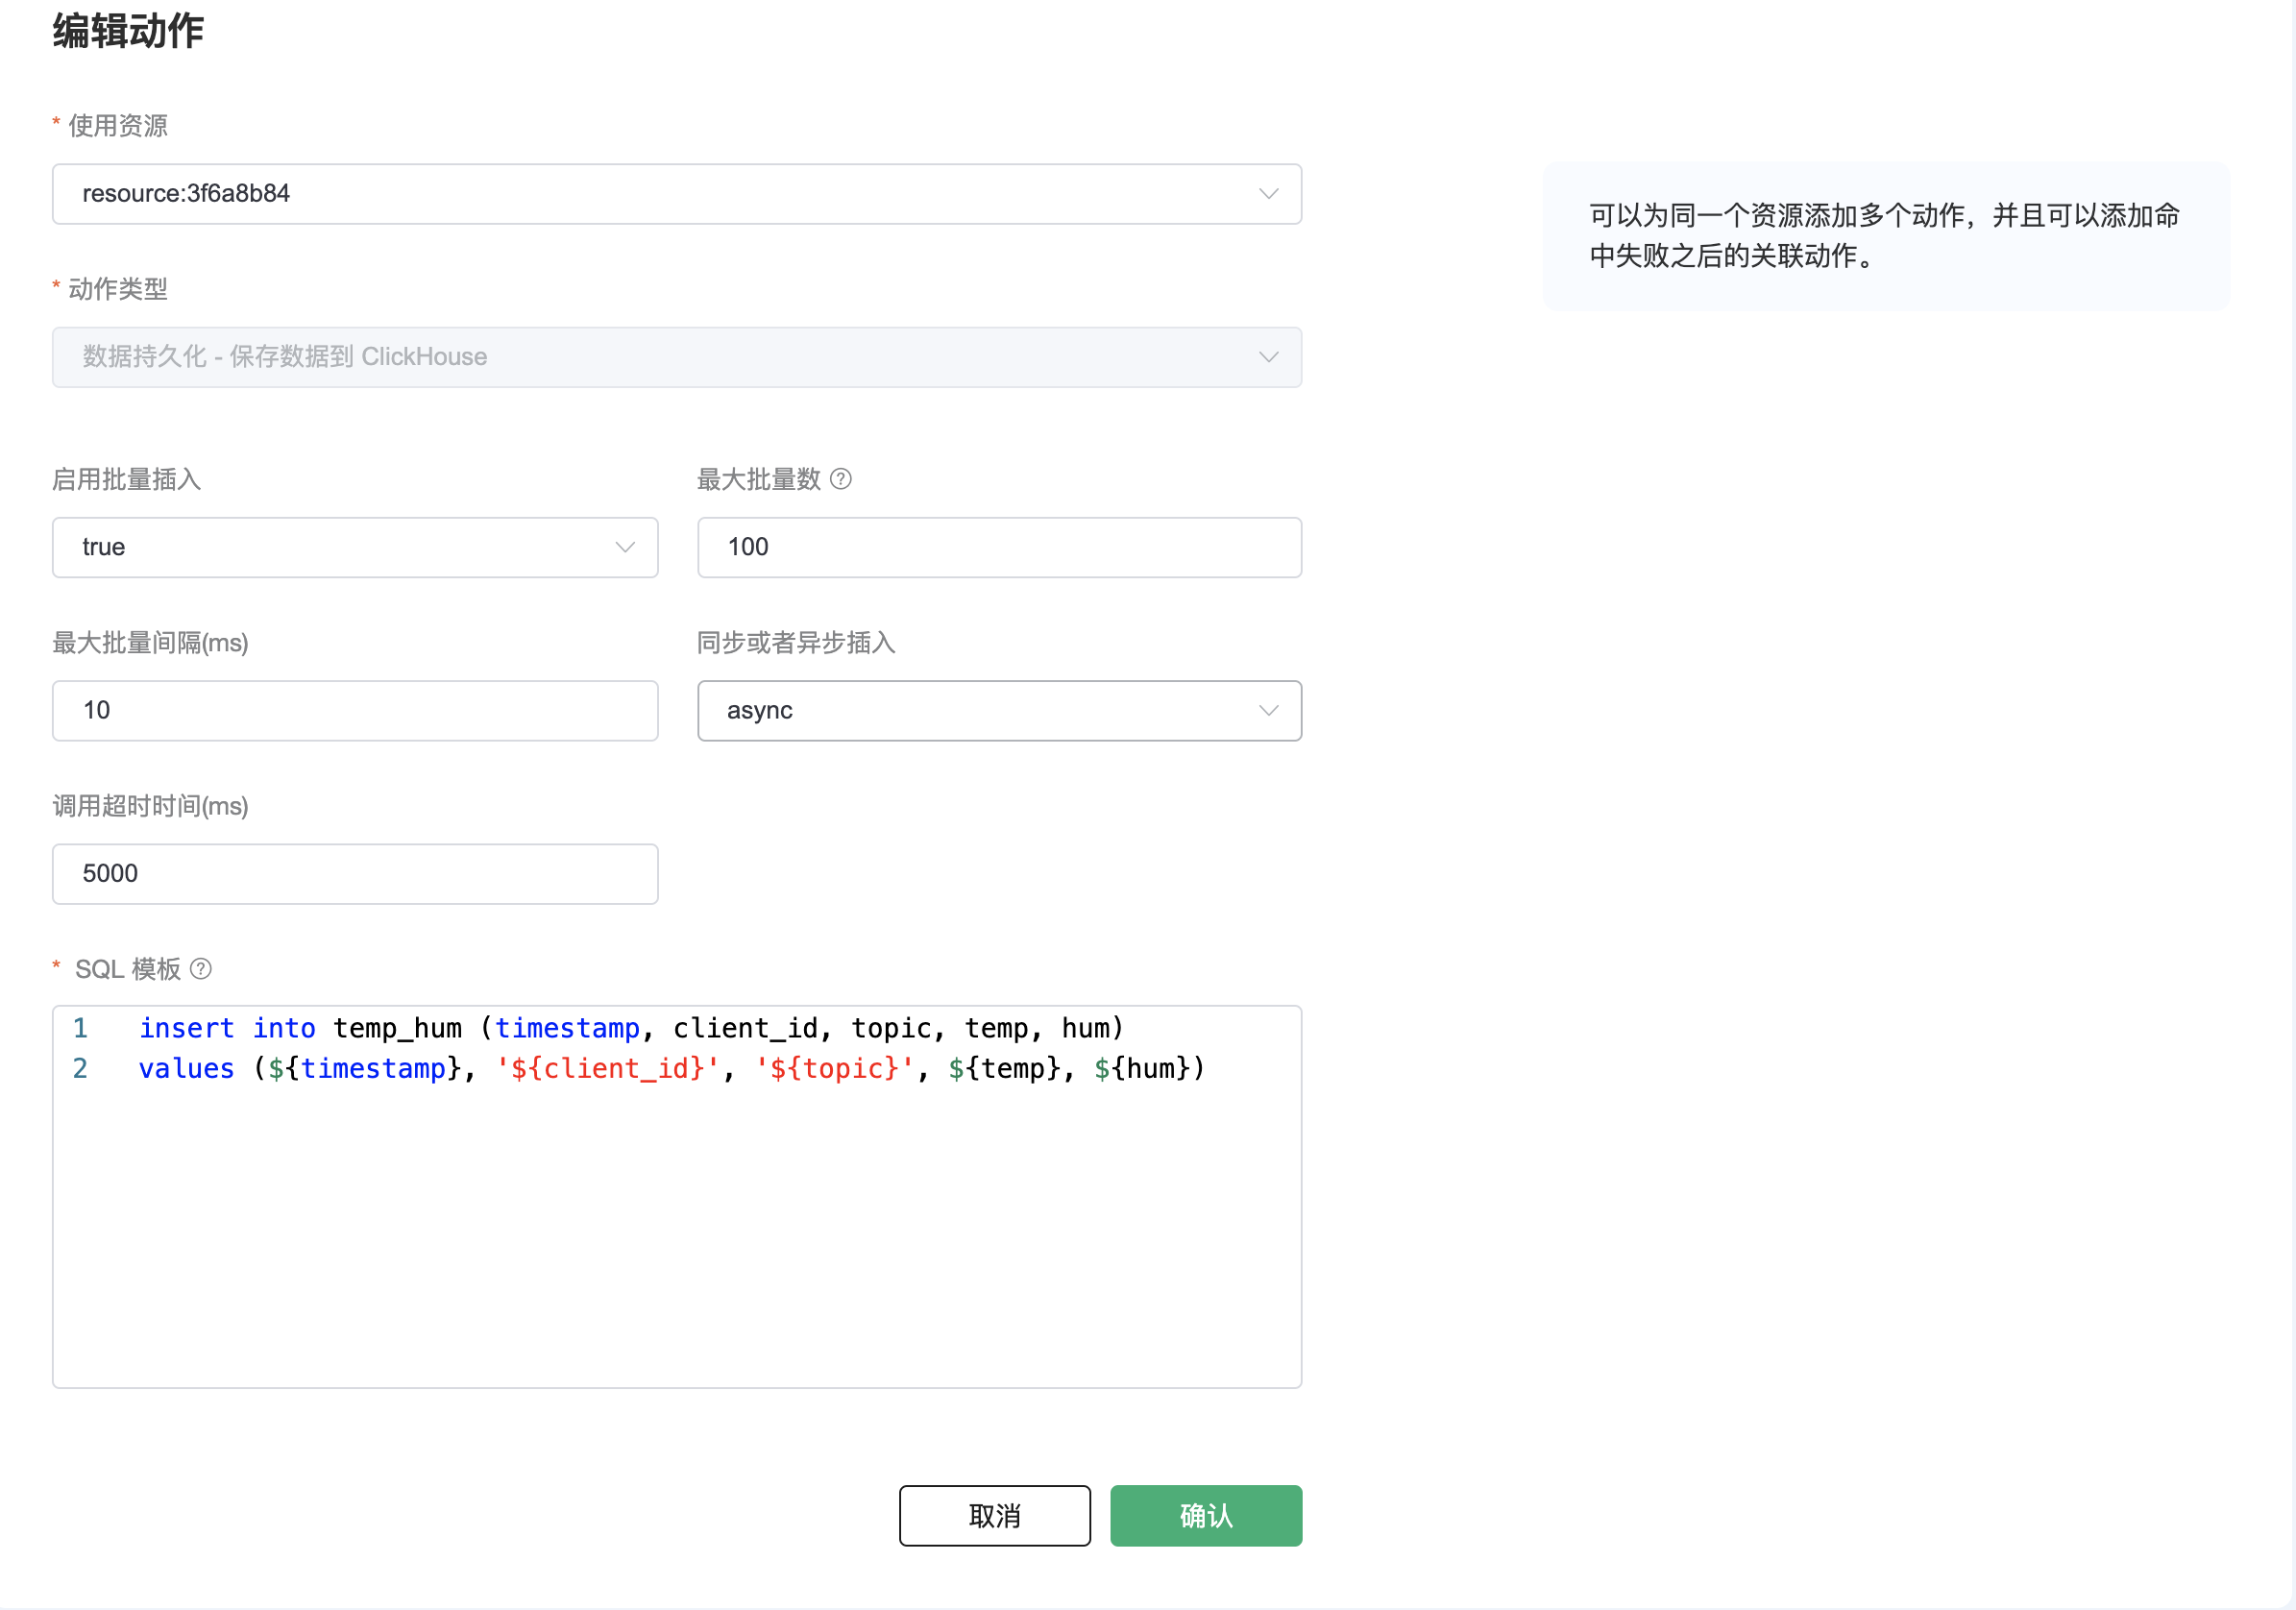 编辑动作
* 使用资源
resource:3f6a8b84
可以为同一个资源添加多个动作，并且可以添加命
中失败之后的关联动作。
* 动作类型
数据持久化 - 保存数据到 ClickHouse
启用批量插入
最大批量数 ?
true
100
最大批量间隔(ms)
同步或者异步插入
10
async
调用超时时间(ms)
5000
* SQL 模板 ?
1 insert into temp_hum (timestamp, client_id, topic, temp, hum)
2 values (${timestamp}, '${client_id}', '${topic}', ${temp}, ${hum})
取消
确认